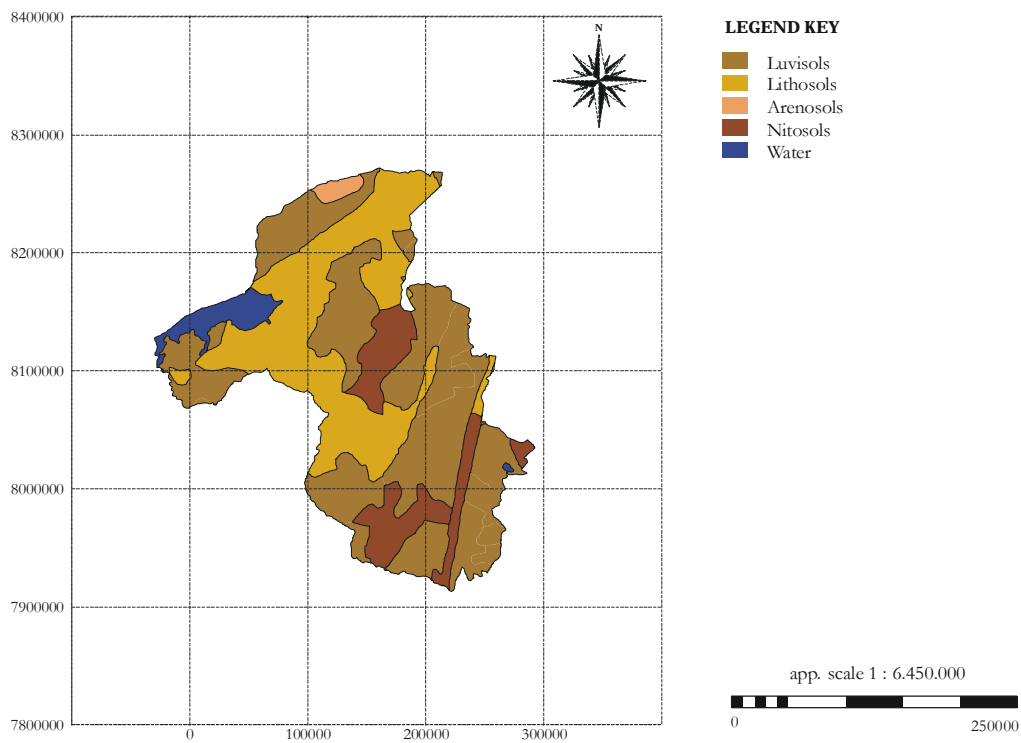 8400000
8300000
8200000
8100000
8000000
7900000
7800000
0
100000
200000
300000
N
LEGEND KEY
Luvisols
Lithosols
Arenosols
Nitosols
Water
app. scale 1 : 6.450.000
0
250000